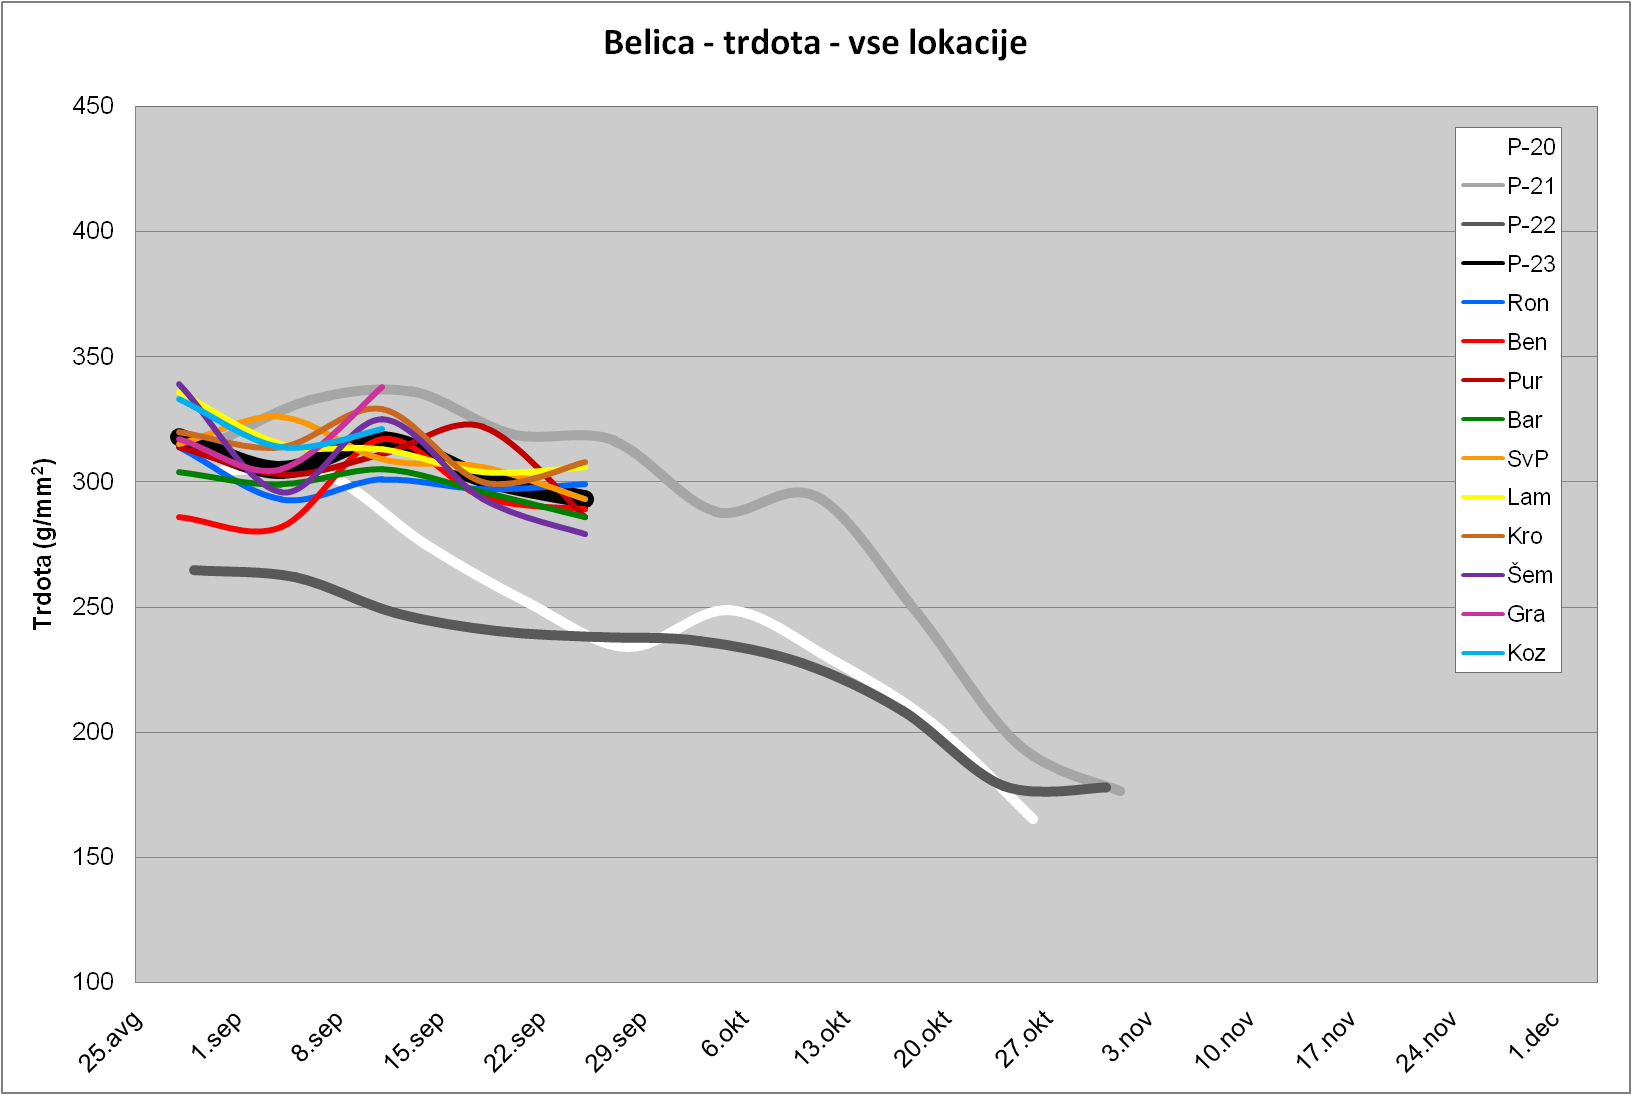 Belica - trdota - vse lokacije
450
400
350
300
250
200
150
100
Trdota (g/mm²)
P-20
P-21
P-22
P-23
Ron
Ben
Pur
Bar
SvP
Lam
Kro
Šem
Gra
Koz
25.avg
1.sep
8.sep
15.sep
22.sep
29.sep
6.okt
13.okt
20.okt
27.okt
3.nov
10.nov
17.nov
24.nov
1.dec